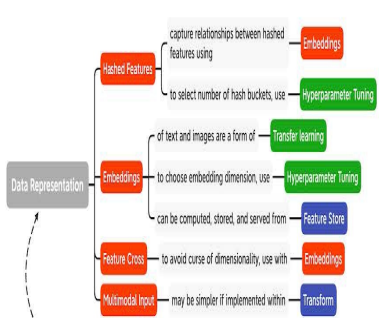 capture relationships between hashed
features using
Embeddings
Hashed Features
to select number of hash buckets, use
Hyperparameter Tuning
of text and images are a form of
Transfer learning
Data Representation
Embeddings
to choose embedding dimension, use
Hyperparameter Tuning
can be computed, stored, and served from
Feature Store
Feature Cross
to avoid curse of dimensionality, use with
Embeddings
Multimodal Input
may be simpler if implemented within
Transform